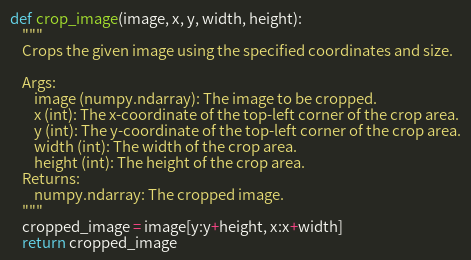 def crop_image(image, x, y, width, height):
    """
    Crops the given image using the specified coordinates and size.

    Args:
        image (numpy.ndarray): The image to be cropped.
        x (int): The x-coordinate of the top-left corner of the crop area.
        y (int): The y-coordinate of the top-left corner of the crop area.
        width (int): The width of the crop area.
        height (int): The height of the crop area.
    Returns:
        numpy.ndarray: The cropped image.
    """
    cropped_image = image[y:y+height, x:x+width]
    return cropped_image